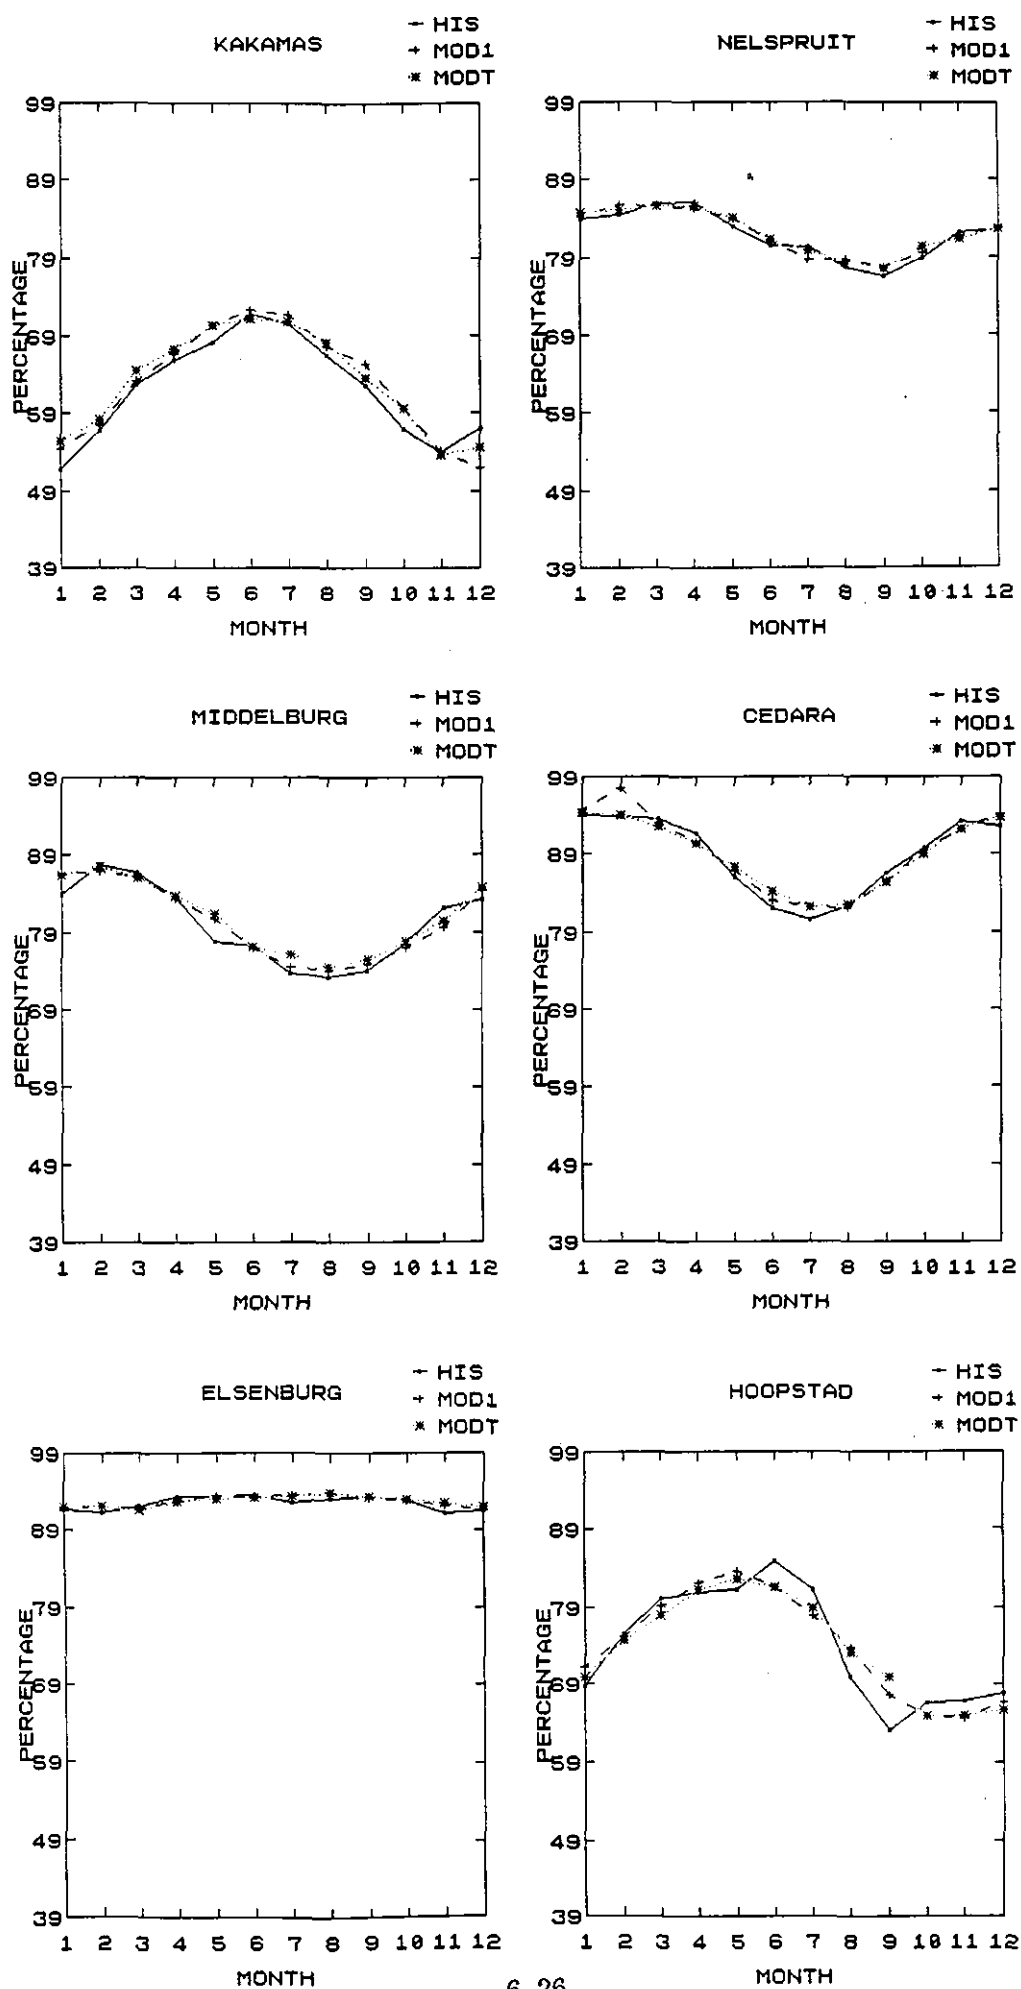 KAKAMAS
HIS
MOD1
MODT
99
89
79
69
59
49
39
PERCENTAGE
1 2 3 4 5 6 7 8 9 10 11 12
MONTH
NELSPRUIT
HIS
MOD1
MODT
99
89
79
69
59
49
39
PERCENTAGE
1 2 3 4 5 6 7 8 9 10 11 12
MONTH
MIDDELBURG
HIS
MOD1
MODT
99
89
79
69
59
49
39
PERCENTAGE
1 2 3 4 5 6 7 8 9 10 11 12
MONTH
CEDARA
HIS
MOD1
MODT
99
89
79
69
59
49
39
PERCENTAGE
1 2 3 4 5 6 7 8 9 10 11 12
MONTH
ELSENBURG
HIS
MOD1
MODT
99
89
79
69
59
49
39
PERCENTAGE
1 2 3 4 5 6 7 8 9 10 11 12
MONTH
HOOPSTAD
HIS
MOD1
MODT
99
89
79
69
59
49
39
PERCENTAGE
1 2 3 4 5 6 7 8 9 10 11 12
MONTH